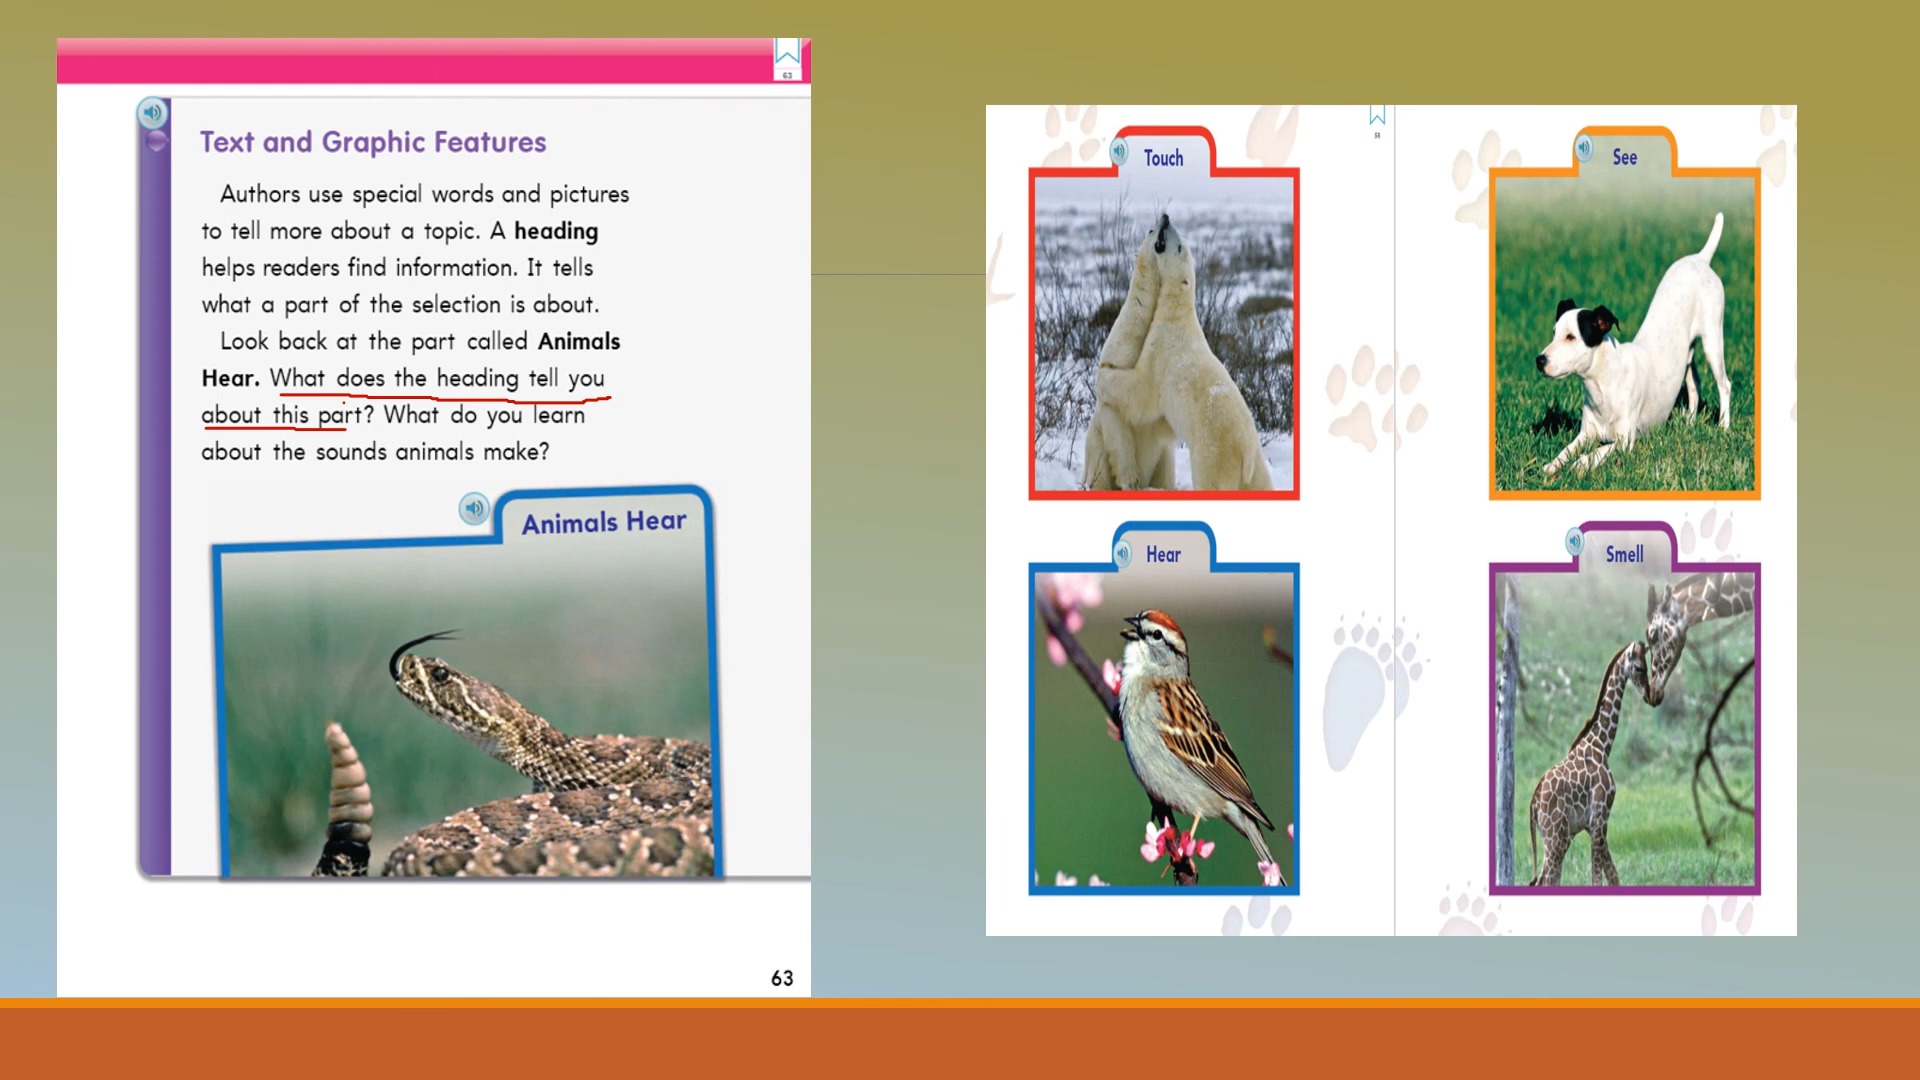 63
Text and Graphic Features
Authors use special words and pictures
to tell more about a topic. A heading
helps readers find information. It tells
what a part of the selection is about.
Look back at the part called Animals
Hear. What does the heading tell you
about this part? What do you learn
about the sounds animals make?
Animals Hear
63
Touch
See
Hear
Smell